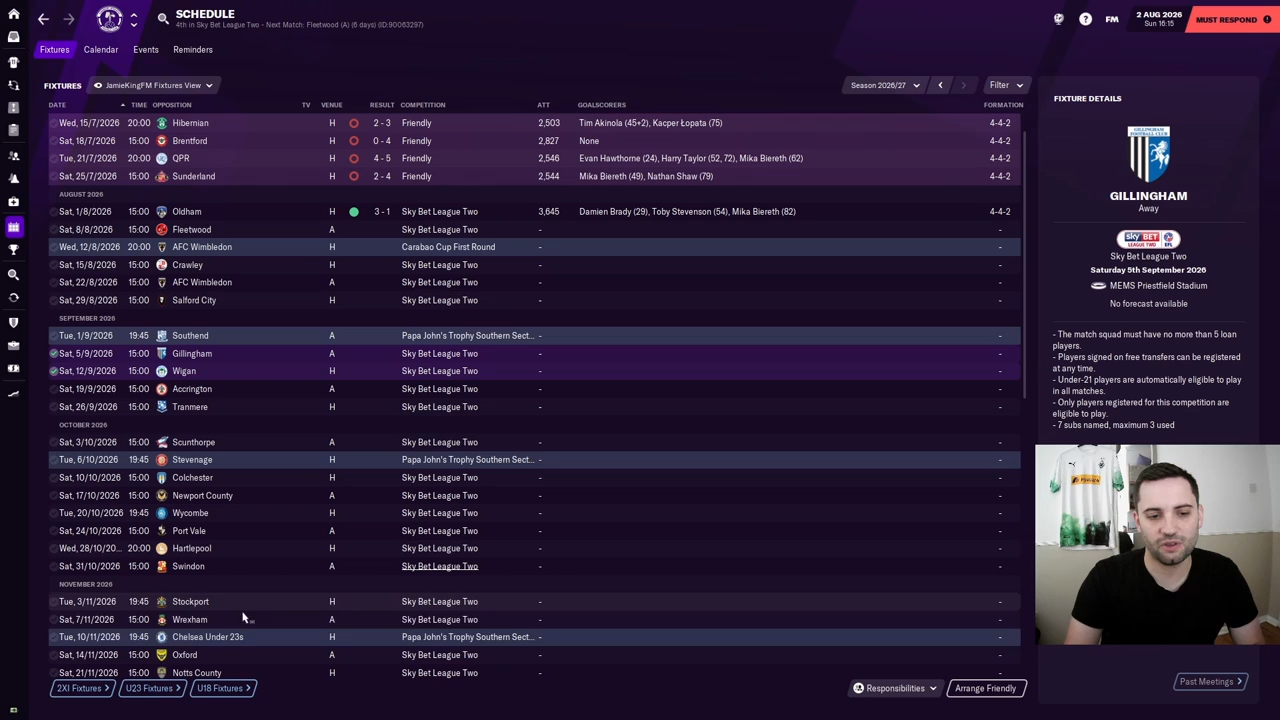 SCHEDULE
4th in Sky Bet League Two - Next Match: Fleetwood (A) (6 days) (ID:90063297)
FM
2 AUG 2026
Sun 16:15
MUST RESPOND
Fixtures
Calendar
Events
Reminders
FIXTURES
JamieKingFM Fixtures View
Season 2026/27
Filter
DATE TIME OPPOSITION TV VENUE RESULT COMPETITION ATT GOALSCORERS FORMATION
Wed, 15/7/2026 20:00 Hibernian H 2 - 3 Friendly 2,503 Tim Akinola (45+2), Kacper Łopata (75) 4-4-2
Sat, 18/7/2026 15:00 Brentford H 0 - 4 Friendly 2,827 None 4-4-2
Tue, 21/7/2026 20:00 QPR H 4 - 5 Friendly 2,546 Evan Hawthorne (24), Harry Taylor (52, 72), Mika Biereth (62) 4-4-2
Sat, 25/7/2026 15:00 Sunderland H 2 - 4 Friendly 2,544 Mika Biereth (49), Nathan Shaw (79) 4-4-2
AUGUST 2026
Sat, 1/8/2026 15:00 Oldham H 3 - 1 Sky Bet League Two 3,645 Damien Brady (29), Toby Stevenson (54), Mika Biereth (82) 4-4-2
Sat, 8/8/2026 15:00 Fleetwood A Sky Bet League Two - -
Wed, 12/8/2026 20:00 AFC Wimbledon H Carabao Cup First Round - -
Sat, 15/8/2026 15:00 Crawley H Sky Bet League Two - -
Sat, 22/8/2026 15:00 AFC Wimbledon A Sky Bet League Two - -
Sat, 29/8/2026 15:00 Salford City H Sky Bet League Two - -
SEPTEMBER 2026
Tue, 1/9/2026 19:45 Southend A Papa John's Trophy Southern Sect... - -
Sat, 5/9/2026 15:00 Gillingham A Sky Bet League Two - -
Sat, 12/9/2026 15:00 Wigan H Sky Bet League Two - -
Sat, 19/9/2026 15:00 Accrington A Sky Bet League Two - -
Sat, 26/9/2026 15:00 Tranmere H Sky Bet League Two - -
OCTOBER 2026
Sat, 3/10/2026 15:00 Scunthorpe A Sky Bet League Two - -
Tue, 6/10/2026 19:45 Stevenage H Papa John's Trophy Southern Sect... - -
Sat, 10/10/2026 15:00 Colchester H Sky Bet League Two - -
Sat, 17/10/2026 15:00 Newport County A Sky Bet League Two - -
Tue, 20/10/2026 19:45 Wycombe H Sky Bet League Two - -
Sat, 24/10/2026 15:00 Port Vale A Sky Bet League Two - -
Wed, 28/10/20... 20:00 Hartlepool H Sky Bet League Two - -
Sat, 31/10/2026 15:00 Swindon A Sky Bet League Two - -
NOVEMBER 2026
Tue, 3/11/2026 19:45 Stockport H Sky Bet League Two - -
Sat, 7/11/2026 15:00 Wrexham A Sky Bet League Two - -
Tue, 10/11/2026 19:45 Chelsea Under 23s H Papa John's Trophy Southern Sect... - -
Sat, 14/11/2026 15:00 Oxford A Sky Bet League Two - -
Sat, 21/11/2026 15:00 Notts County H Sky Bet League Two - -
2XI Fixtures
U23 Fixtures
U18 Fixtures
Responsibilities
Arrange Friendly
FIXTURE DETAILS
GILLINGHAM
Away
sky BET
LEAGUE TWO
EFL
Sky Bet League Two
Saturday 5th September 2026
MEMS Priestfield Stadium
No forecast available
- The match squad must have no more than 5 loan
players.
- Players signed on free transfers can be registered
at any time.
- Under-21 players are automatically eligible to play
in all matches.
- Only players registered for this competition are
eligible to play.
- 7 subs named, maximum 3 used
Past Meetings